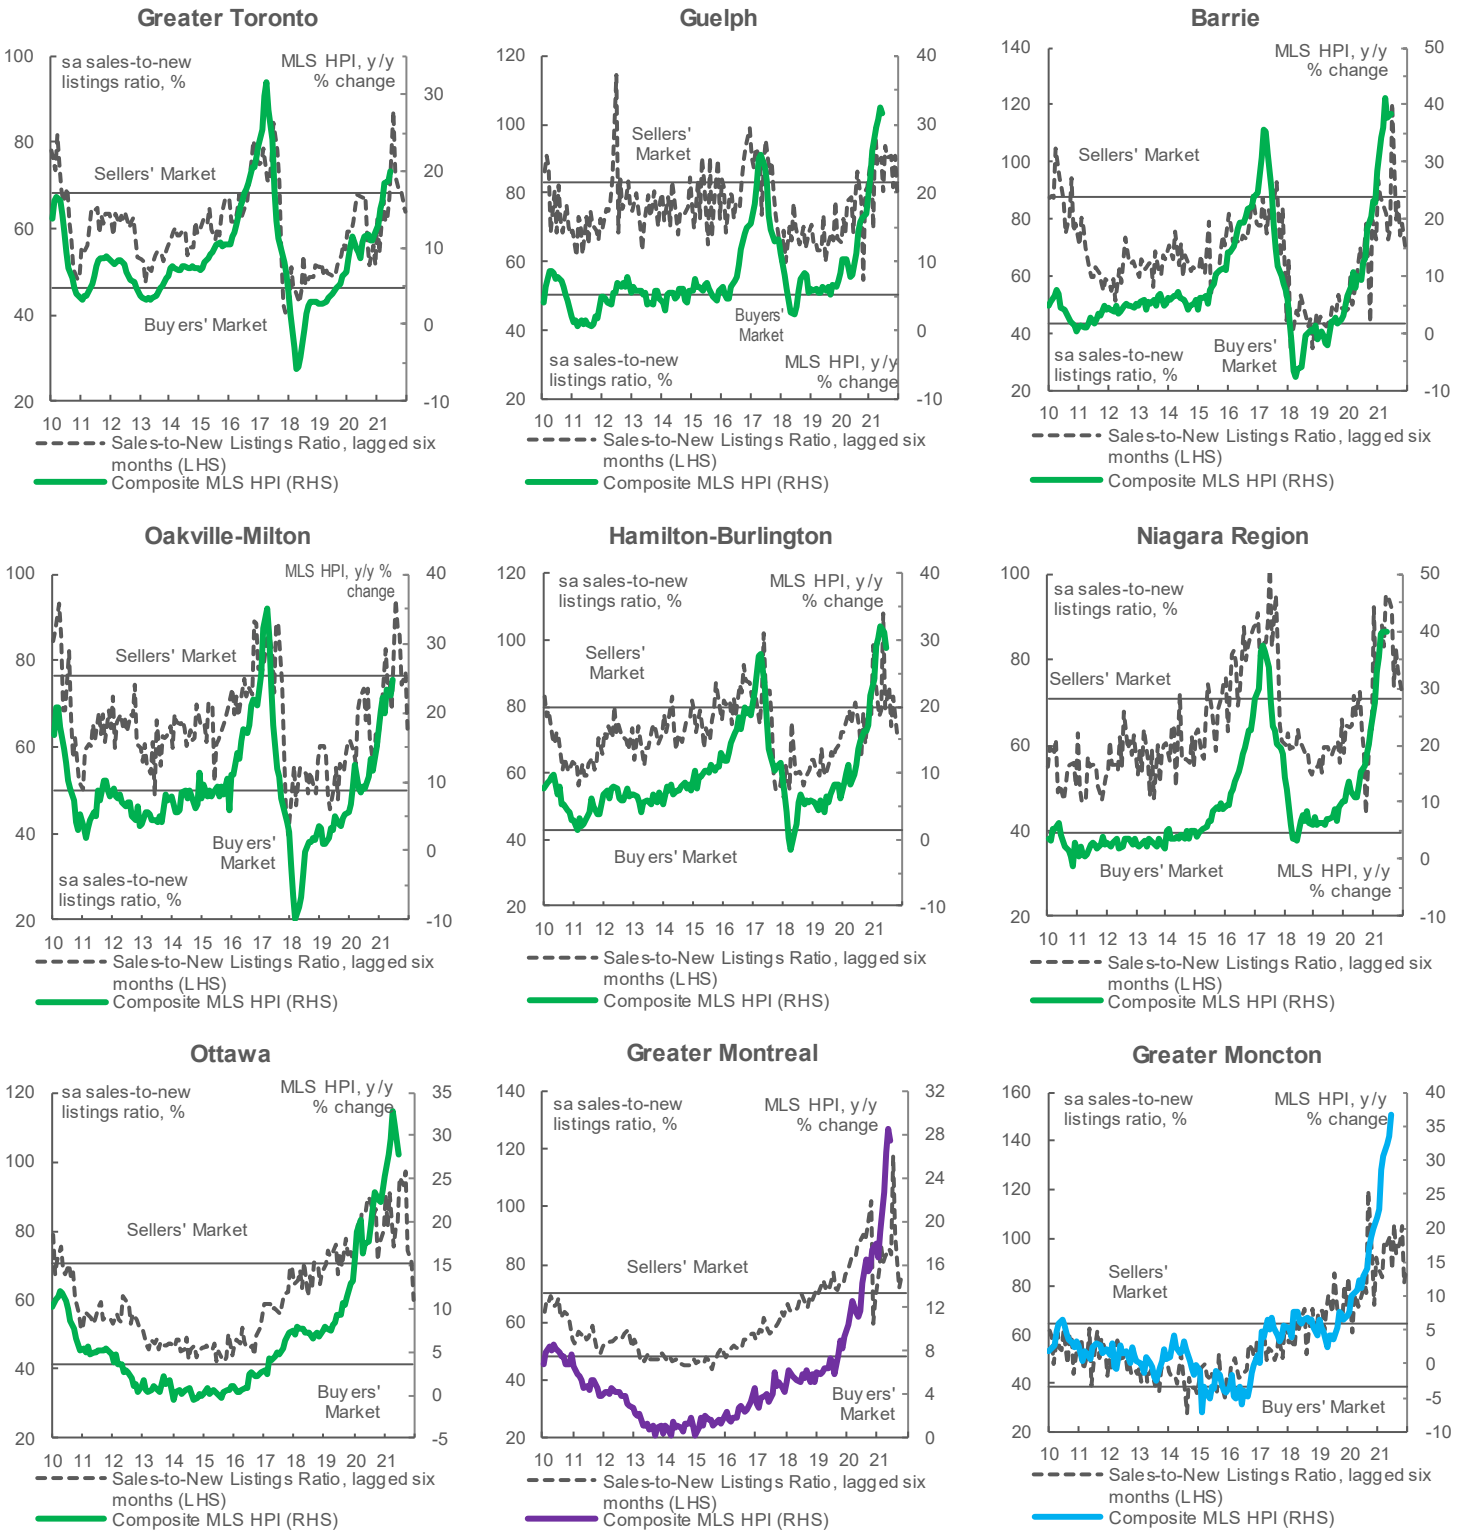 Greater Toronto
sa sales-to-new
listings ratio, %
MLS HPI, y/y
% change
Sellers' Market
Buyers' Market
100
80
60
40
20
30
20
10
0
-10
10 11 12 13 14 15 16 17 18 19 20 21
Sales-to-New Listings Ratio, lagged six
months (LHS)
Composite MLS HPI (RHS)
Guelph
Sellers'
Market
Buyers'
Market
sa sales-to-new
listings ratio, %
MLS HPI, y/y
% change
120
100
80
60
40
20
40
30
20
10
0
-10
10 11 12 13 14 15 16 17 18 19 20 21
Sales-to-New Listings Ratio, lagged six
months (LHS)
Composite MLS HPI (RHS)
Barrie
MLS HPI, y/y
% change
Sellers' Market
Buyers'
Market
sa sales-to-new
listings ratio, %
140
120
100
80
60
40
20
50
40
30
20
10
0
-10
10 11 12 13 14 15 16 17 18 19 20 21
Sales-to-New Listings Ratio, lagged six
months (LHS)
Composite MLS HPI (RHS)
Oakville-Milton
MLS HPI, y/y %
change
Sellers' Market
Buyers'
Market
sa sales-to-new
listings ratio, %
100
80
60
40
20
40
30
20
10
0
-10
10 11 12 13 14 15 16 17 18 19 20 21
Sales-to-New Listings Ratio, lagged six
months (LHS)
Composite MLS HPI (RHS)
Hamilton-Burlington
sa sales-to-new
listings ratio, %
MLS HPI, y/y
% change
Sellers'
Market
Buyers' Market
120
100
80
60
40
20
40
30
20
10
0
-10
10 11 12 13 14 15 16 17 18 19 20 21
Sales-to-New Listings Ratio, lagged six
months (LHS)
Composite MLS HPI (RHS)
Niagara Region
sa sales-to-new
listings ratio, %
Sellers' Market
Buyers' Market
MLS HPI, y/y
% change
100
80
60
40
20
50
40
30
20
10
0
-10
10 11 12 13 14 15 16 17 18 19 20 21
Sales-to-New Listings Ratio, lagged six
months (LHS)
Composite MLS HPI (RHS)
Ottawa
sa sales-to-new
listings ratio, %
MLS HPI, y/y
% change
Sellers' Market
Buyers'
Market
120
100
80
60
40
20
35
30
25
20
15
10
5
0
-5
10 11 12 13 14 15 16 17 18 19 20 21
Sales-to-New Listings Ratio, lagged six
months (LHS)
Composite MLS HPI (RHS)
Greater Montreal
sa sales-to-new
listings ratio, %
MLS HPI, y/y
% change
Sellers' Market
Buyers'
Market
140
120
100
80
60
40
20
32
28
24
20
16
12
8
4
0
10 11 12 13 14 15 16 17 18 19 20 21
Sales-to-New Listings Ratio, lagged six
months (LHS)
Composite MLS HPI (RHS)
Greater Moncton
sa sales-to-new
listings ratio, %
MLS HPI, y/y
% change
Sellers'
Market
Buyers' Market
160
140
120
100
80
60
40
20
40
35
30
25
20
15
10
5
0
-5
-10
10 11 12 13 14 15 16 17 18 19 20 21
Sales-to-New Listings Ratio, lagged six
months (LHS)
Composite MLS HPI (RHS)